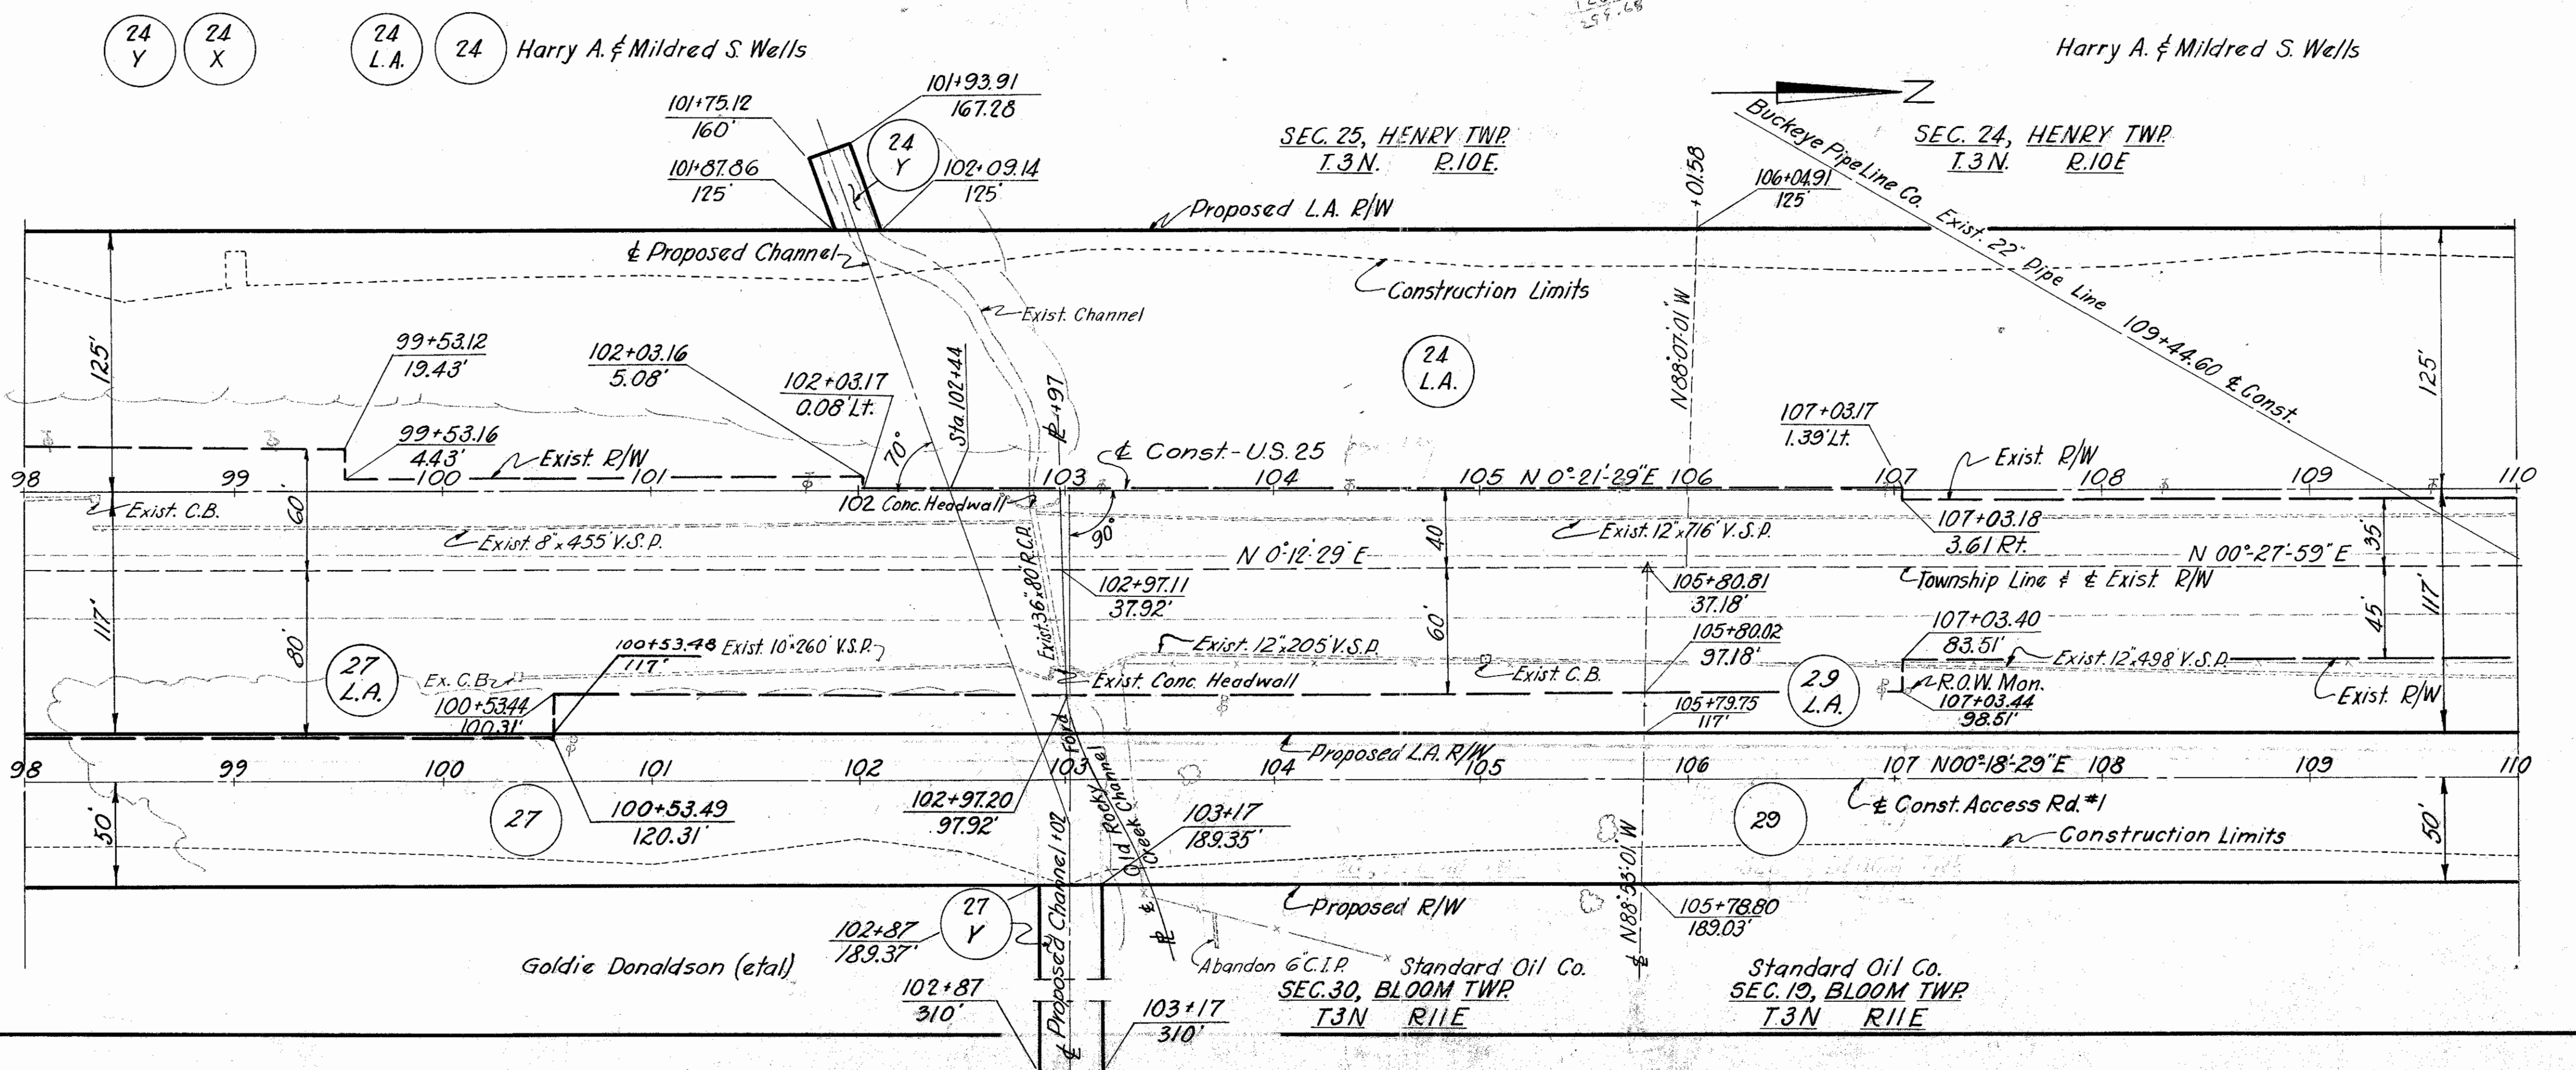 24 Y
24 X
24 L.A.
24
Harry A. & Mildred S. Wells
Harry A. & Mildred S. Wells
101+75.12
160'
101+93.91
167.28
101+87.86
125'
24 Y
102+09.14
125'
SEC. 25, HENRY TWP.
T.3N. R.10E.
+01.58
N
Buckeye Pipe Line Co. Exist. 22" Pipe Line 109+44.60 ℄ Const.
SEC. 24, HENRY TWP.
T.3N. R.10E
106+04.91
125'
Proposed L.A. R/W
℄ Proposed Channel
Construction Limits
Exist. Channel
125'
99+53.12
19.43'
102+03.16
5.08'
102+03.17
0.08' Lt.
Sta. 102+44
℞ +97
24 L.A.
N88°-07'-01" W
107+03.17
1.39' Lt.
125'
99+53.16
4.43'
Exist. R/W
70°
℄ Const.-U.S. 25
Exist. R/W
98 99 100 101 102 103 104 105 N 0°-21'-29"E 106 107 108 109 110
Exist. C.B.
60'
Conc. Headwall
90°
40'
Exist. 12"x716' V.S.P.
107+03.18
3.61 Rt.
35'
Exist. 8"x455' V.S.P.
Exist. 36"x80' R.C.P.
N 0°-12'-29" E
N 00°-27'-59" E
102+97.11
37.92'
105+80.81
37.18'
Township Line & ℄ Exist. R/W
117'
80'
60'
45'
117'
27 L.A.
100+53.48
117'
Exist. 10"x260' V.S.P.
Exist. 12"x205' V.S.P.
105+80.02
97.18'
107+03.40
83.51'
Exist. 12"x498' V.S.P.
Ex. C.B.
Exist. Conc. Headwall
Exist. C.B.
29 L.A.
R.O.W. Mon.
107+03.44
98.51'
Exist. R/W
100+53.44
100.31'
105+79.75
117'
Ford
Proposed L.A. R/W
98 99 100 101 102 103 104 105 106 107 N00°-18'-29"E 108 109 110
50'
27
100+53.49
120.31'
102+97.20
97.92'
Old Rocky
Creek Channel
103+17
189.35'
29
℄ Const. Access Rd. #1
Construction Limits
50'
℄ Proposed Channel +02
℞ ℄
℄ N88°-53'-01" W
Proposed R/W
105+78.80
189.03'
27 Y
102+87
189.37'
Goldie Donaldson (etal)
Abandon 6" C.I.P.
Standard Oil Co.
SEC. 30, BLOOM TWP.
T3N R11E
Standard Oil Co.
SEC. 19, BLOOM TWP.
T3N R11E
102+87
310'
103+17
310'